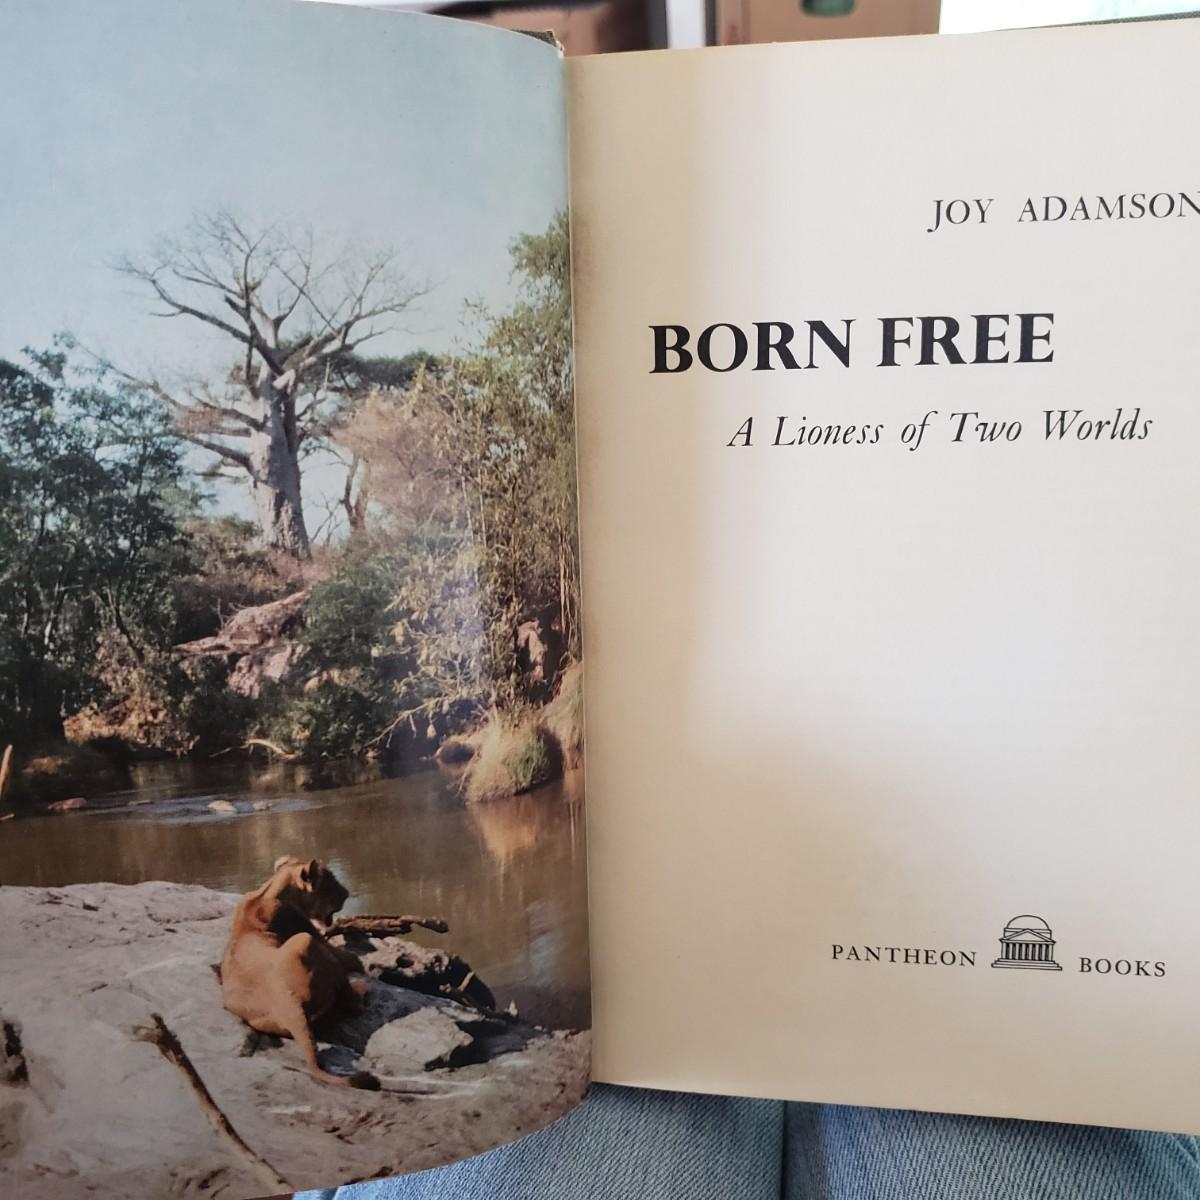 JOY ADAMSON
BORN FREE
A Lioness of Two Worlds
PANTHEON BOOKS